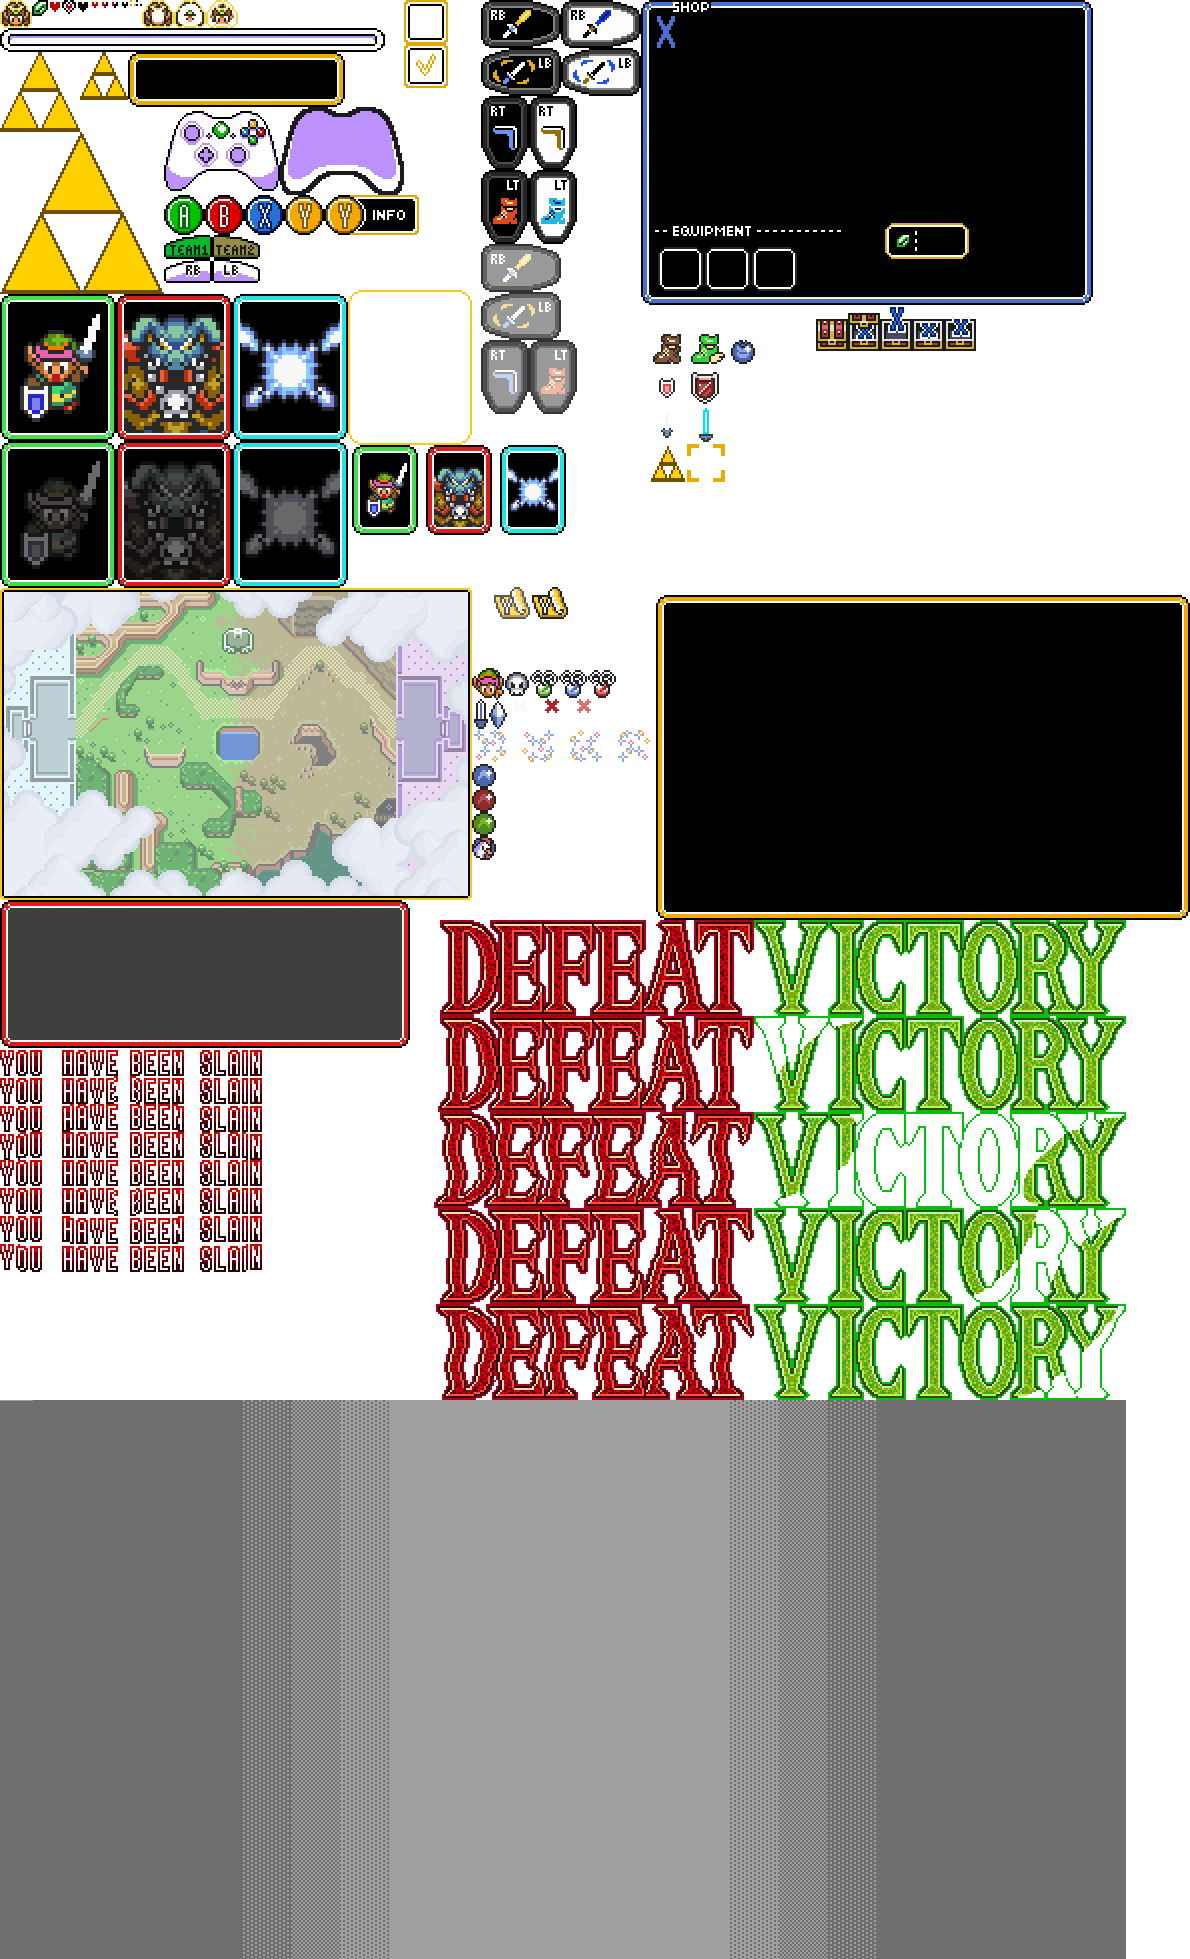 SHOP
X
RB
RB
LB
LB
RT
RT
LT
LT
A B X Y Y INFO
TEAM1 TEAM2
RB LB
EQUIPMENT
RB
LB
RT LT
DEFEAT VICTORY
DEFEAT VICTORY
DEFEAT VICTORY
DEFEAT VICTORY
DEFEAT VICTORY
YOU HAVE BEEN SLAIN
YOU HAVE BEEN SLAIN
YOU HAVE BEEN SLAIN
YOU HAVE BEEN SLAIN
YOU HAVE BEEN SLAIN
YOU HAVE BEEN SLAIN
YOU HAVE BEEN SLAIN
YOU HAVE BEEN SLAIN